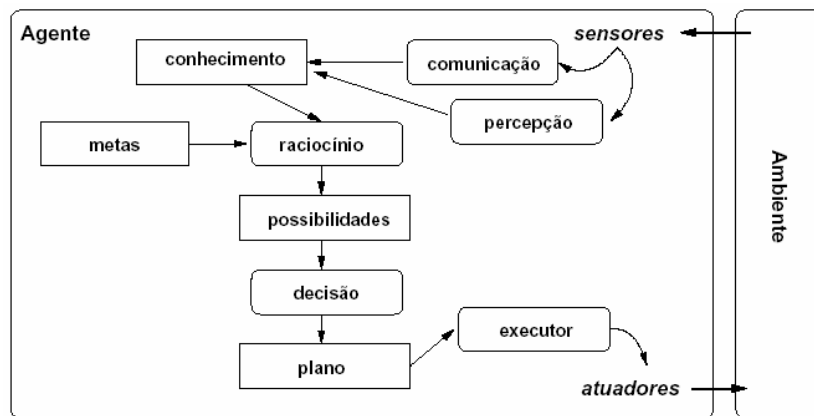 Agente
sensores
conhecimento
comunicação
percepção
metas
raciocínio
possibilidades
decisão
executor
plano
atuadores
Ambiente